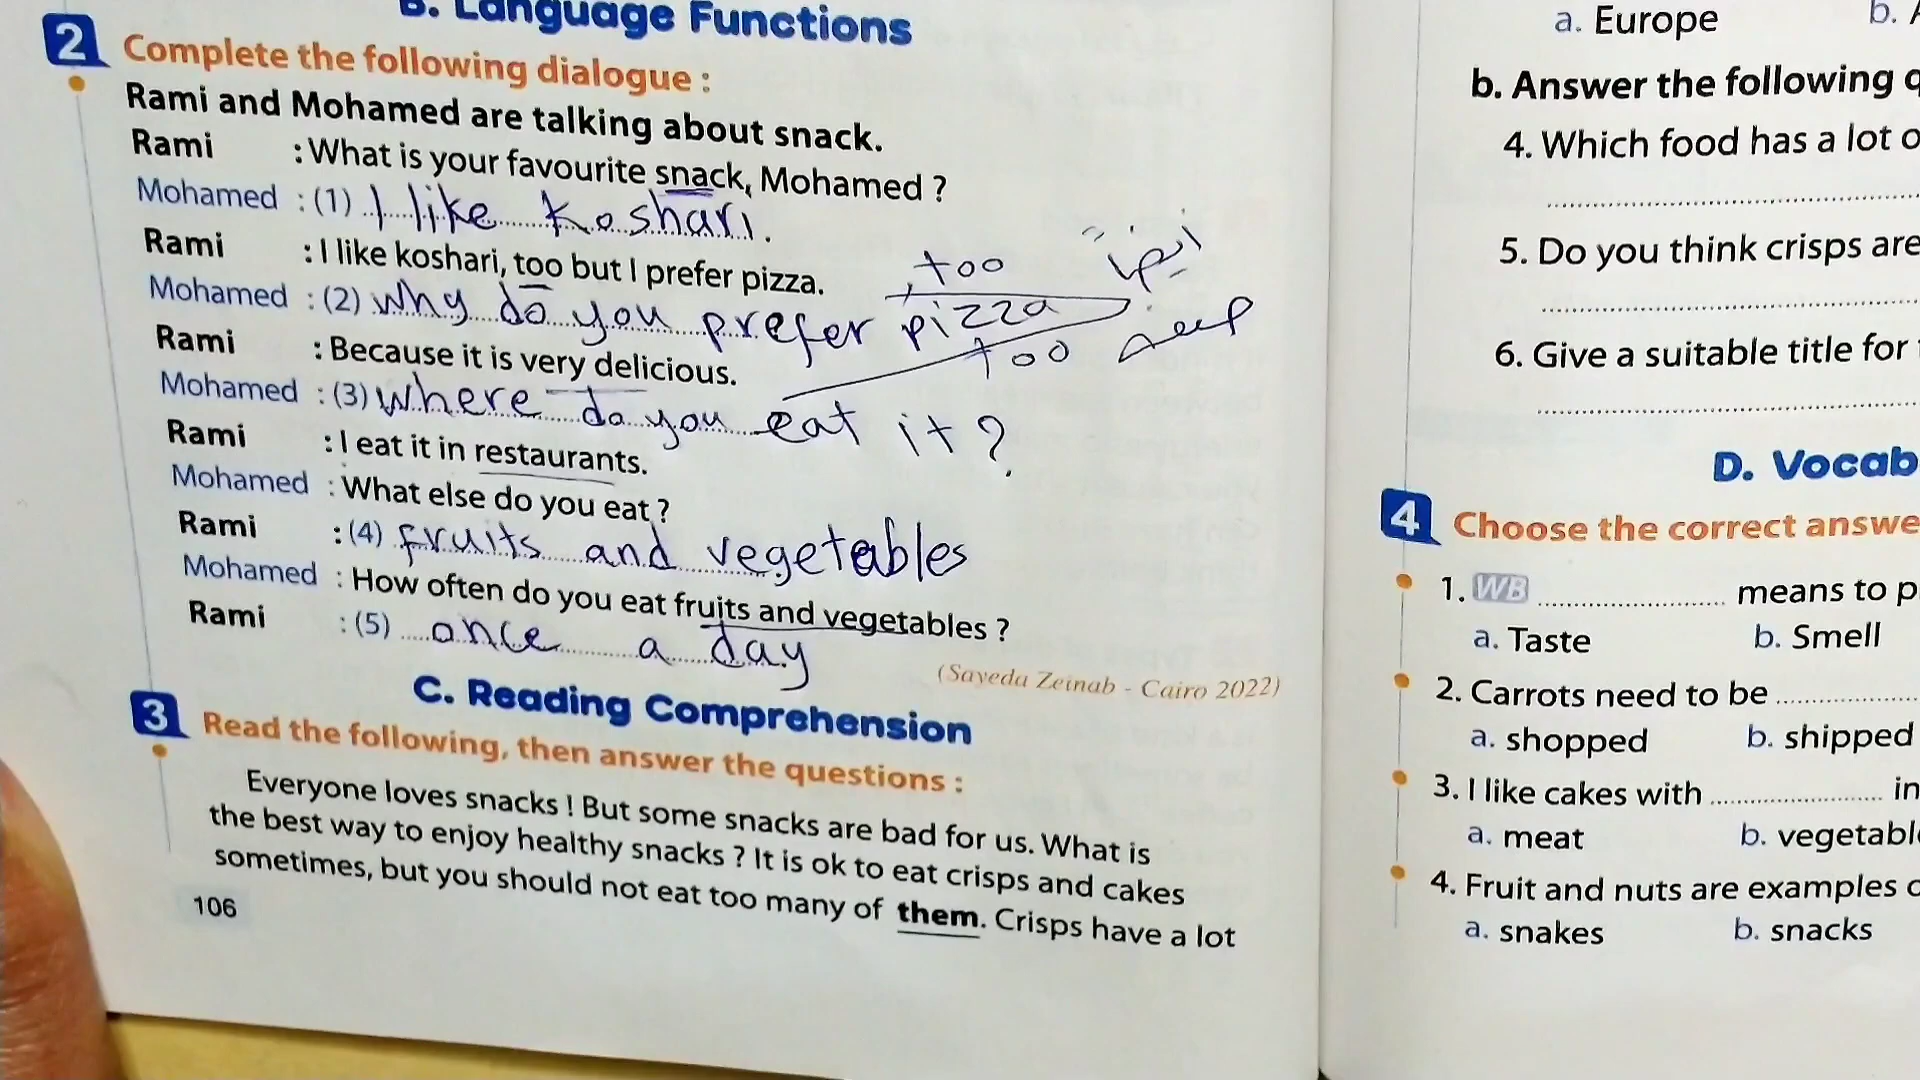 B. Language Functions
2 Complete the following dialogue :
Rami and Mohamed are talking about snack.
Rami : What is your favourite snack, Mohamed ?
Mohamed : (1) I like Koshari.
Rami : I like koshari, too but I prefer pizza.
too أيضاً
Mohamed : (2) Why do you prefer pizza
too
Rami : Because it is very delicious.
Mohamed : (3) where do you eat it ?
Rami : I eat it in restaurants.
Mohamed : What else do you eat ?
Rami : (4) fruits and vegetables
Mohamed : How often do you eat fruits and vegetables ?
Rami : (5) once a day
(Sayeda Zeinab - Cairo 2022)
C. Reading Comprehension
3 Read the following, then answer the questions :
Everyone loves snacks ! But some snacks are bad for us. What is
the best way to enjoy healthy snacks ? It is ok to eat crisps and cakes
sometimes, but you should not eat too many of them. Crisps have a lot
106
a. Europe b.
b. Answer the following
4. Which food has a lot
5. Do you think crisps are
6. Give a suitable title for
D. Vocab
4 Choose the correct answe
1. WB means to p
a. Taste b. Smell
2. Carrots need to be
a. shopped b. shipped
3. I like cakes with in
a. meat b. vegetabl
4. Fruit and nuts are examples
a. snakes b. snacks